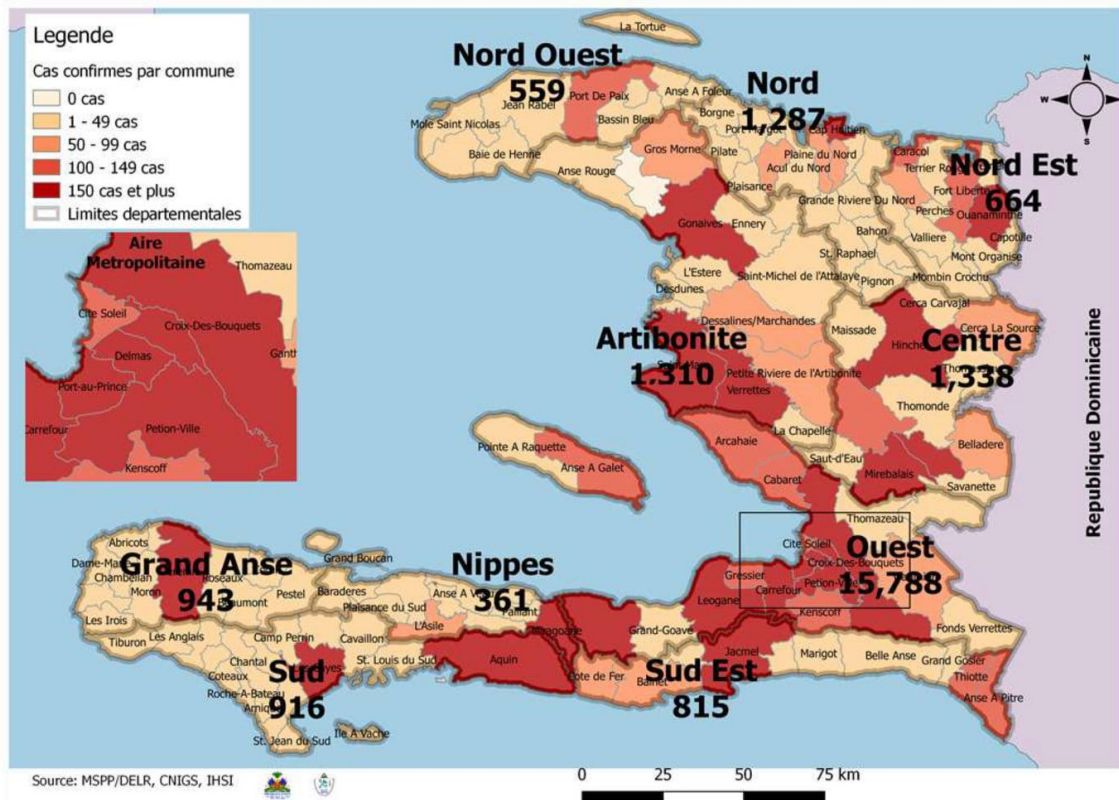 Legende
Cas confirmes par commune
0 cas
1 - 49 cas
50 - 99 cas
100 - 149 cas
150 cas et plus
Limites departementales
Aire
Metropolitaine
Thomazeau
Cite Soleil
Croix-Des-Bouquets
Delmas
Port-au-Prince
Petion-Ville
Kenscoff
La Tortue
Nord Ouest
559
Port De Paix
Jean Rabel
Anse A Foleur
Mole Saint Nicolas
Bassin Bleu
Baie de Henne
Nord
1,287
Borgne
Port Margot
Cap Haitien
Gros Morne
Pilate
Plaine du Nord
Acul du Nord
Anse Rouge
Plaisance
Grande Riviere Du Nord
Caracol
Nord Est
664
Fort Liberte
Perches
Ouanaminthe
Valliere
Capotille
Mont Organise
Mombin Crochu
Bahon
St. Raphael
Pignon
Gonaives
Ennery
L'Estere
Saint-Michel de l'Attalaye
Desdunes
Cerca Carvajal
Dessalines/Marchandes
Maissade
Cerca La Source
Artibonite
1,310
Hinche
Centre
1,338
Petite Riviere de l'Artibonite
Verrettes
Thomonde
La Chapelle
Belladere
Saut-d'Eau
Mirebalais
Savanette
Pointe A Raquette
Anse A Galet
Arcahaie
Cabaret
Thomazeau
Cite Soleil
Ouest
15,788
Croix-Des-Bouquets
Gressier
Carrefour
Leogane
Kenscoff
Fonds Verrettes
Abricots
Grand Anse
943
Chambellan
Moron
Les Irois
Pestel
Grand Boucan
Baraderes
Nippes
361
Plaisance du Sud
L'Asile
Grand-Goave
Tiburon
Les Anglais
Camp Perrin
Cavaillon
Chantal
St. Louis du Sud
Aquin
Coteaux
Sud
916
Roche-A-Bateau
St. Jean du Sud
Ile A Vache
Cote de Fer
Sud Est
815
Jacmel
Marigot
Belle Anse
Grand Gosier
Thiotte
Anse A Pitre
Republique Dominicaine
N
W
E
S
Source: MSPP/DELR, CNIGS, IHSI
0 25 50 75 km